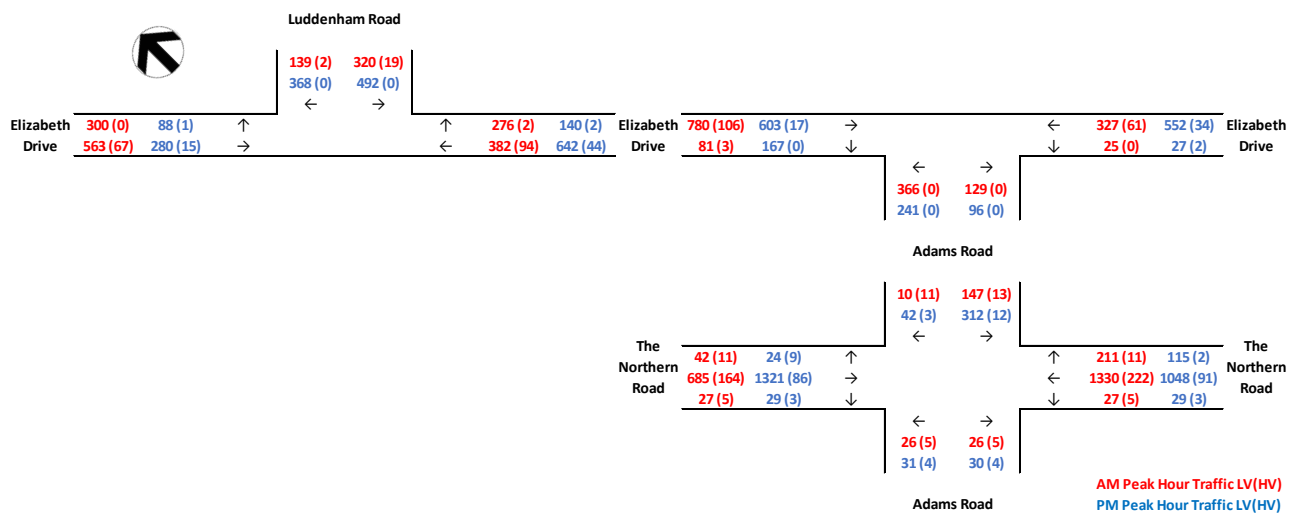 Luddenham Road
139 (2) 320 (19)
368 (0) 492 (0)
← →
Elizabeth 300 (0) 88 (1) ↑ ↑ 276 (2) 140 (2) Elizabeth 780 (106) 603 (17) → ← 327 (61) 552 (34) Elizabeth
Drive 563 (67) 280 (15) → ← 382 (94) 642 (44) Drive 81 (3) 167 (0) ↓ ↓ 25 (0) 27 (2) Drive
← →
366 (0) 129 (0)
241 (0) 96 (0)
Adams Road
10 (11) 147 (13)
42 (3) 312 (12)
← →
The 42 (11) 24 (9) ↑ ↑ 211 (11) 115 (2) The
Northern 685 (164) 1321 (86) → ← 1330 (222) 1048 (91) Northern
Road 27 (5) 29 (3) ↓ ↓ 27 (5) 29 (3) Road
← →
26 (5) 26 (5)
31 (4) 30 (4)
Adams Road
AM Peak Hour Traffic LV(HV)
PM Peak Hour Traffic LV(HV)